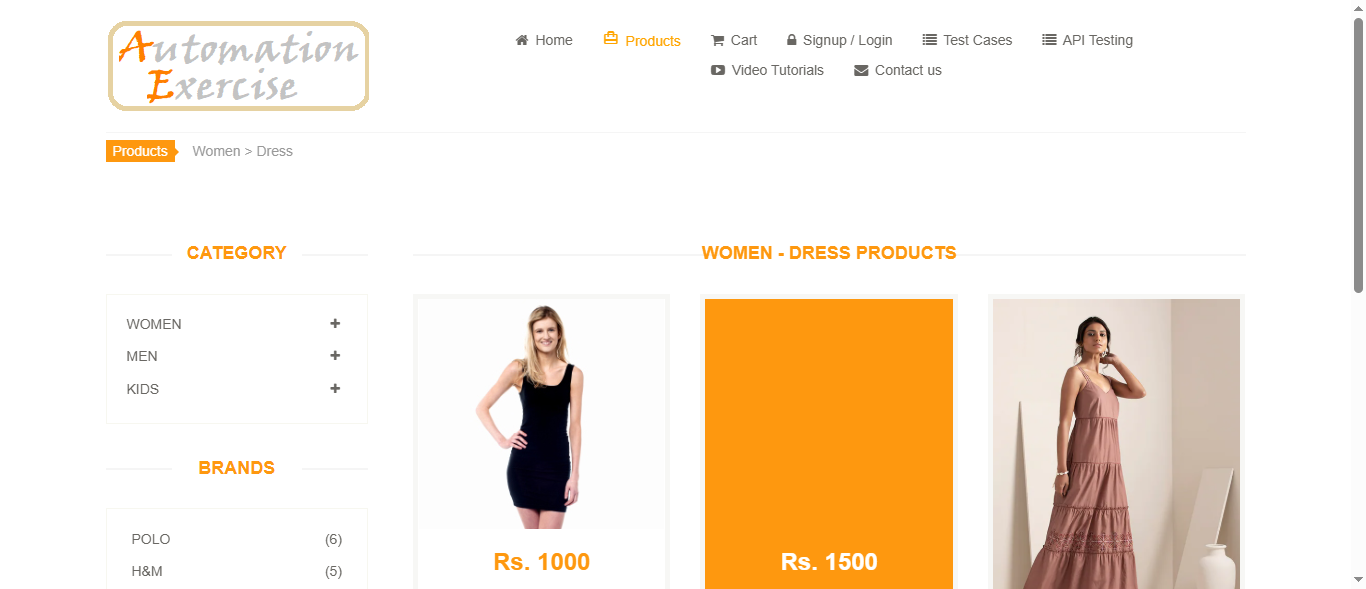 Automation
Exercise
Home Products Cart Signup / Login Test Cases API Testing
Video Tutorials Contact us
Products Women > Dress
CATEGORY
WOMEN
MEN
KIDS
BRANDS
POLO (6)
H&M (5)
WOMEN - DRESS PRODUCTS
Rs. 1000
Rs. 1500